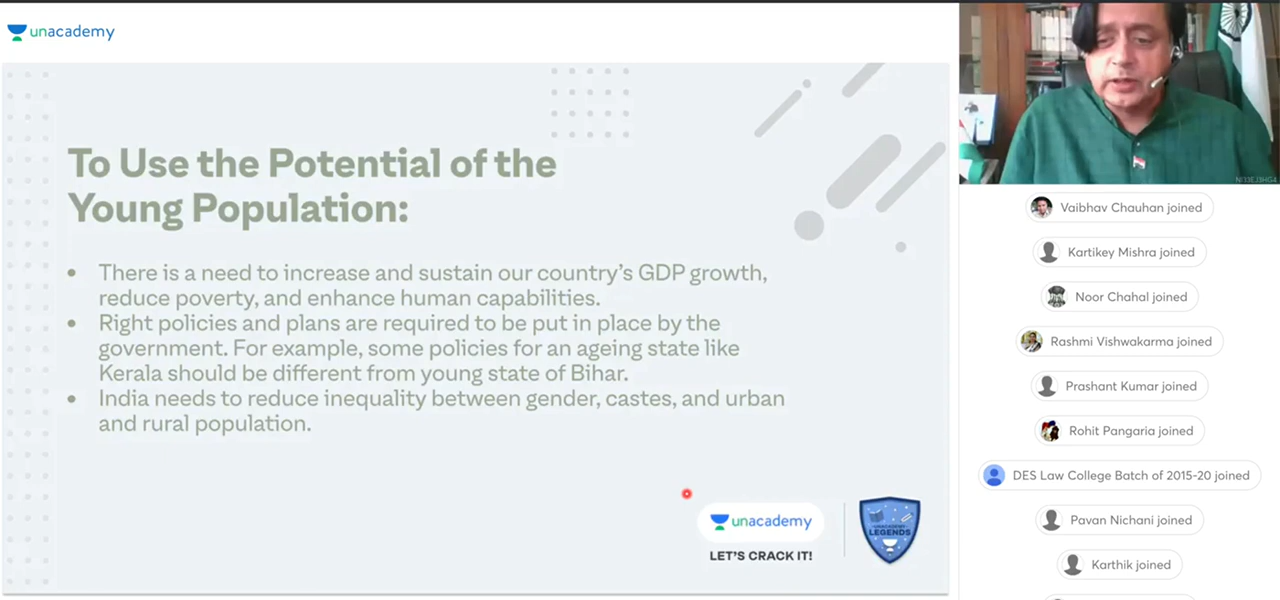 unacademy
To Use the Potential of the
Young Population:
• There is a need to increase and sustain our country's GDP growth,
reduce poverty, and enhance human capabilities.
• Right policies and plans are required to be put in place by the
government. For example, some policies for an ageing state like
Kerala should be different from young state of Bihar.
• India needs to reduce inequality between gender, castes, and urban
and rural population.
unacademy
LET'S CRACK IT!
UNACADEMY
LEGENDS
Vaibhav Chauhan joined
Kartikey Mishra joined
Noor Chahal joined
Rashmi Vishwakarma joined
Prashant Kumar joined
Rohit Pangaria joined
DES Law College Batch of 2015-20 joined
Pavan Nichani joined
Karthik joined